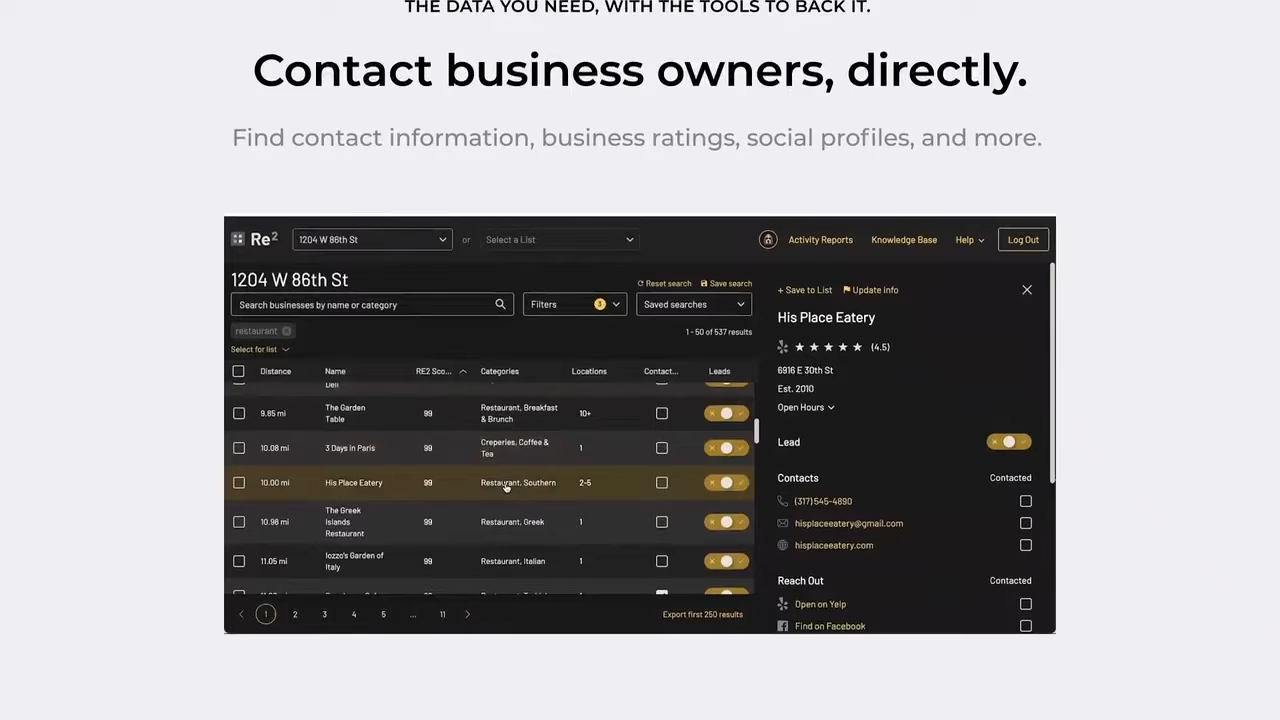 THE DATA YOU NEED, WITH THE TOOLS TO BACK IT.
Contact business owners, directly.
Find contact information, business ratings, social profiles, and more.
Re²
1204 W 86th St
or
Select a List
Activity Reports
Knowledge Base
Help
Log Out
1204 W 86th St
Reset search
Save search
Search businesses by name or category
Filters
3
Saved searches
restaurant
1 - 50 of 537 results
Select for list
Distance Name RE2 Sco... Categories Locations Contact... Leads
Deli
9.85 mi The Garden Table 99 Restaurant, Breakfast & Brunch 10+
10.08 mi 3 Days in Paris 99 Creperies, Coffee & Tea 1
10.00 mi His Place Eatery 99 Restaurant, Southern 2-5
10.98 mi The Greek Islands Restaurant 99 Restaurant, Greek 1
11.05 mi Iozzo's Garden of Italy 99 Restaurant, Italian 1
1 2 3 4 5 ... 11
Export first 250 results
+ Save to List
Update info
His Place Eatery
(4.5)
6916 E 30th St
Est. 2010
Open Hours
Lead
Contacts Contacted
(317) 545-4890
hisplaceeatery@gmail.com
hisplaceeatery.com
Reach Out Contacted
Open on Yelp
Find on Facebook